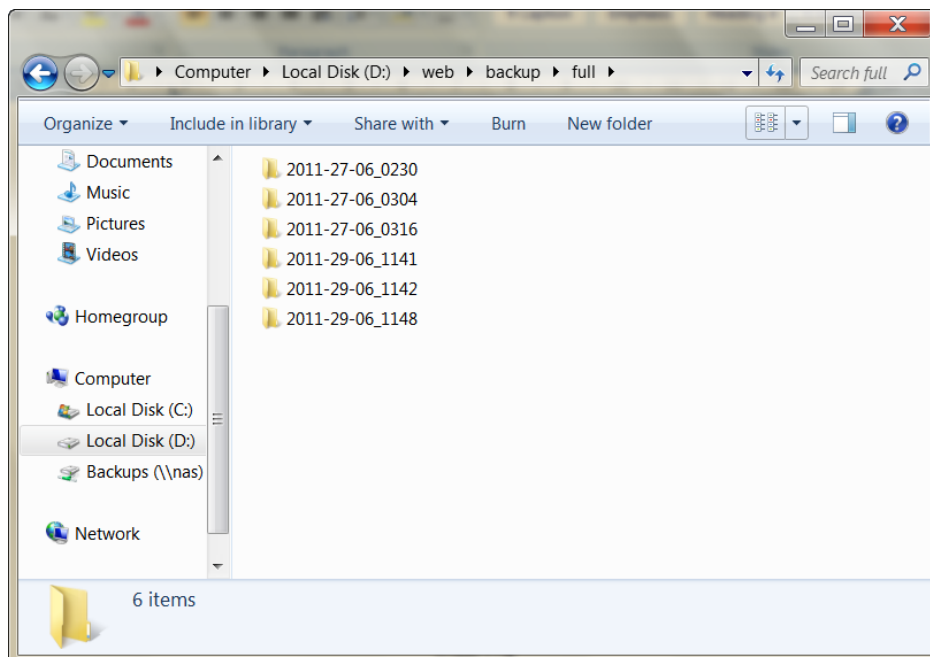 Computer Local Disk (D:) web backup full Search full
Organize Include in library Share with Burn New folder
Documents
Music
Pictures
Videos
Homegroup
Computer
Local Disk (C:)
Local Disk (D:)
Backups (\\nas)
Network
2011-27-06_0230
2011-27-06_0304
2011-27-06_0316
2011-29-06_1141
2011-29-06_1142
2011-29-06_1148
6 items